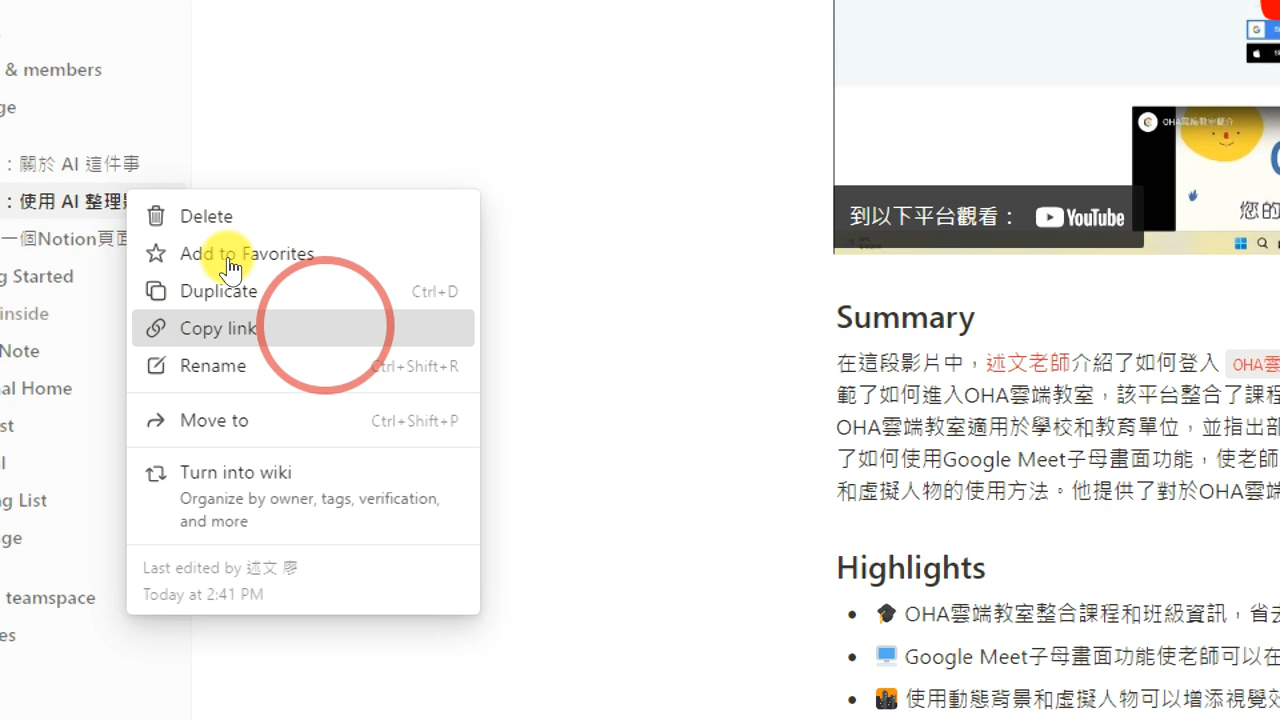 & members
ge
：關於 AI 這件事
：使用 AI 整理
一個Notion頁面
g Started
inside
Note
al Home
st
l
ng List
ge
teamspace
es
Delete
Add to Favorites
Duplicate Ctrl+D
Copy link
Rename Ctrl+Shift+R
Move to Ctrl+Shift+P
Turn into wiki
Organize by owner, tags, verification,
and more
Last edited by 述文 廖
Today at 2:41 PM
OHA雲端教室簡介
您的
到以下平台觀看： YouTube
Summary
在這段影片中，述文老師介紹了如何登入 OHA雲
範了如何進入OHA雲端教室，該平台整合了課程
OHA雲端教室適用於學校和教育單位，並指出部
了如何使用Google Meet子母畫面功能，使老師
和虛擬人物的使用方法。他提供了對於OHA雲端
Highlights
• 🎓 OHA雲端教室整合課程和班級資訊，省去
• 🖥️ Google Meet子母畫面功能使老師可以在
• 使用動態背景和虛擬人物可以增添視覺效